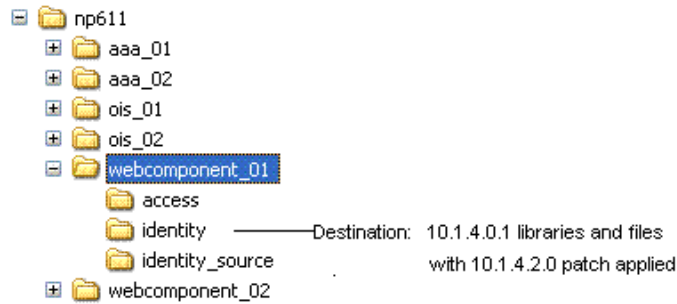 np611
aaa_01
aaa_02
ois_01
ois_02
webcomponent_01
access
identity Destination: 10.1.4.0.1 libraries and files
identity_source with 10.1.4.2.0 patch applied
webcomponent_02